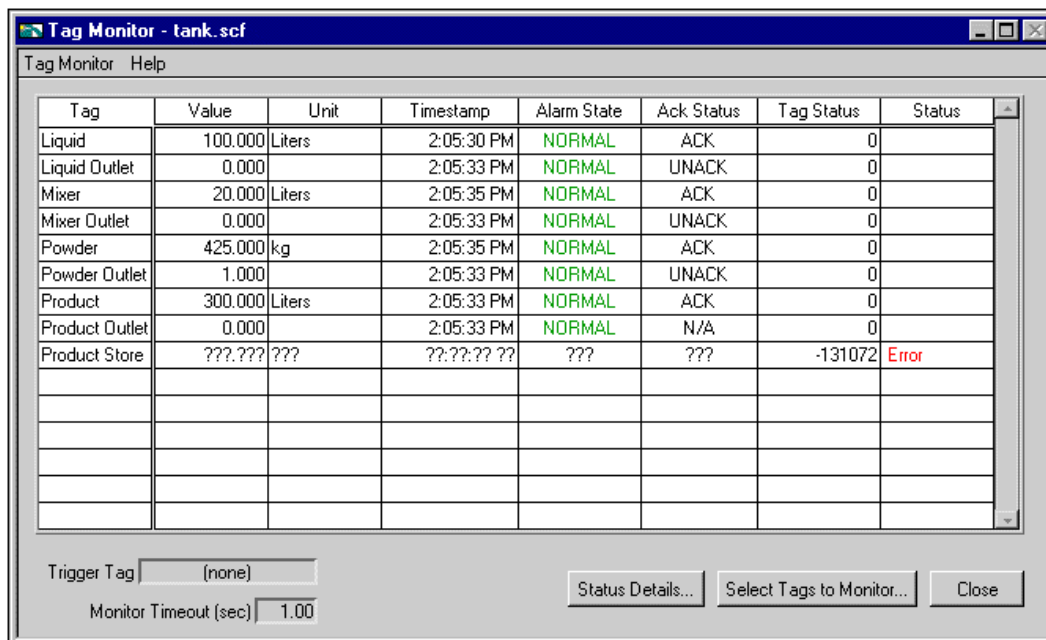 Tag Monitor - tank.scf
Tag Monitor Help
Tag Value Unit Timestamp Alarm State Ack Status Tag Status Status
Liquid 100.000 Liters 2:05:30 PM NORMAL ACK 0
Liquid Outlet 0.000 2:05:33 PM NORMAL UNACK 0
Mixer 20.000 Liters 2:05:35 PM NORMAL ACK 0
Mixer Outlet 0.000 2:05:33 PM NORMAL UNACK 0
Powder 425.000 kg 2:05:35 PM NORMAL ACK 0
Powder Outlet 1.000 2:05:33 PM NORMAL UNACK 0
Product 300.000 Liters 2:05:33 PM NORMAL ACK 0
Product Outlet 0.000 2:05:33 PM NORMAL N/A 0
Product Store ???.??? ??? ??:??:?? ?? ??? ??? -131072 Error
Trigger Tag (none)
Monitor Timeout (sec) 1.00
Status Details... Select Tags to Monitor... Close